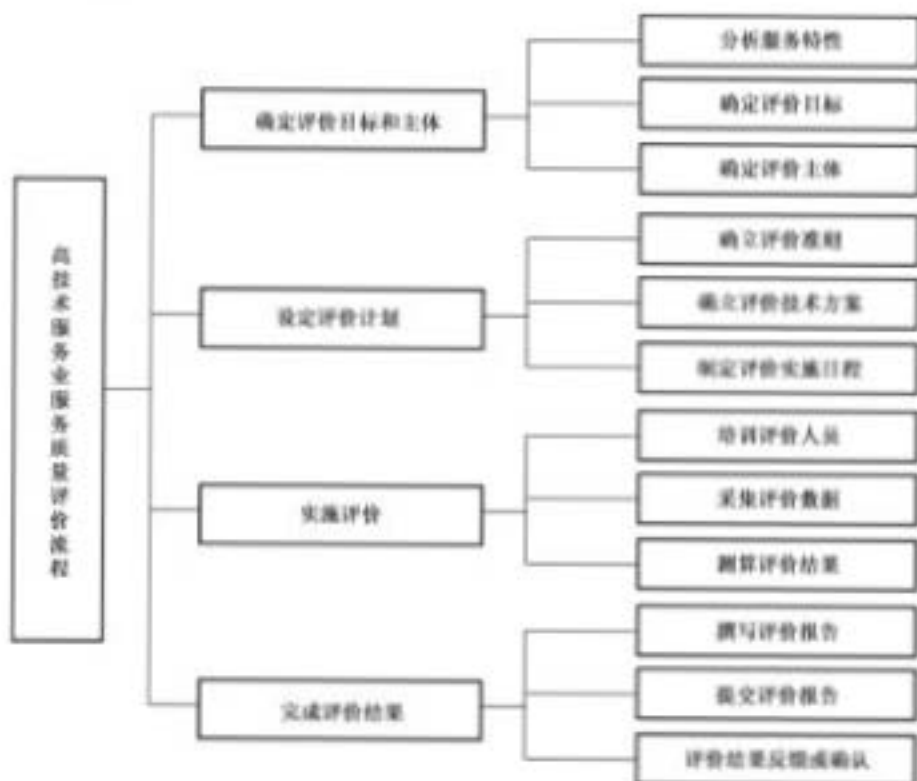 高技术服务业服务质量评价流程
确定评价目标和主体
分析服务特性
确定评价目标
确定评价主体
设定评价计划
确立评价准则
确立评价技术方案
制定评价实施日程
实施评价
培训评价人员
采集评价数据
测算评价结果
完成评价结果
撰写评价报告
提交评价报告
评价结果反馈或确认